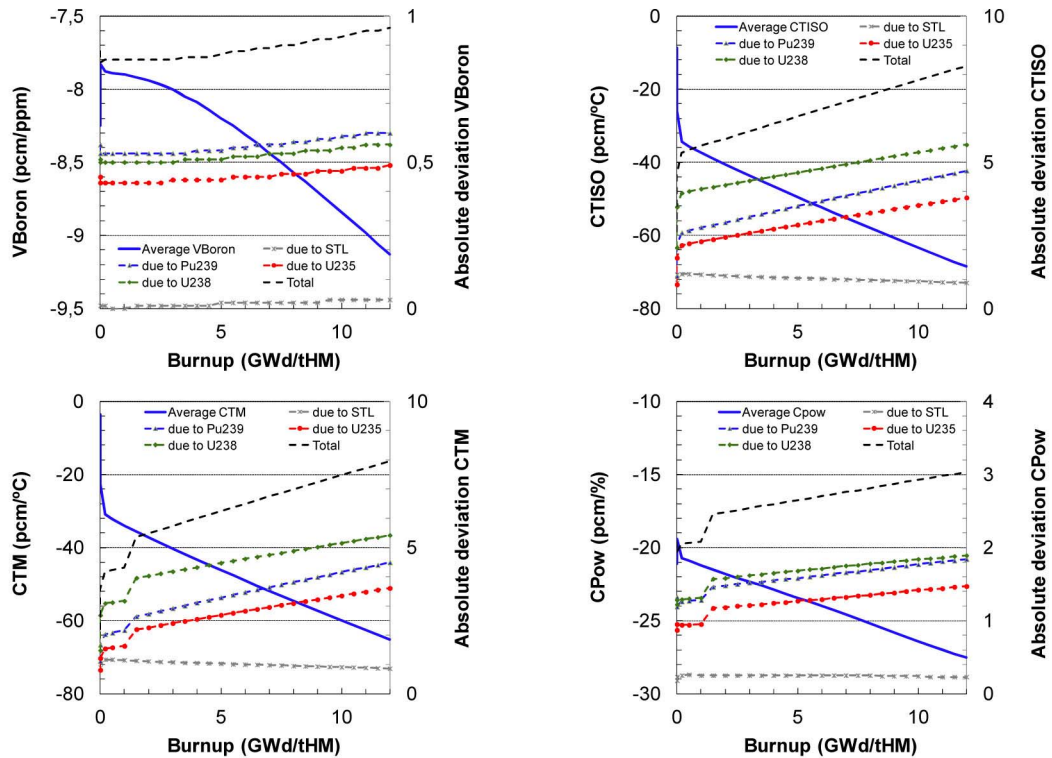 -7,5
-8
-8,5
-9
-9,5
VBoron (pcm/ppm)
1
0,5
0
Absolute deviation VBoron
Average VBoron
due to STL
due to Pu239
due to U235
due to U238
Total
0
5
10
Burnup (GWd/tHM)
0
-20
-40
-60
-80
CTISO (pcm/ºC)
10
5
0
Absolute deviation CTISO
Average CTISO
due to STL
due to Pu239
due to U235
due to U238
Total
0
5
10
Burnup (GWd/tHM)
0
-20
-40
-60
-80
CTM (pcm/ºC)
10
5
0
Absolute deviation CTM
Average CTM
due to STL
due to Pu239
due to U235
due to U238
Total
0
5
10
Burnup (GWd/tHM)
-10
-15
-20
-25
-30
CPow (pcm/%)
4
3
2
1
0
Absolute deviation CPow
Average Cpow
due to STL
due to Pu239
due to U235
due to U238
Total
0
5
10
Burnup (GWd/tHM)